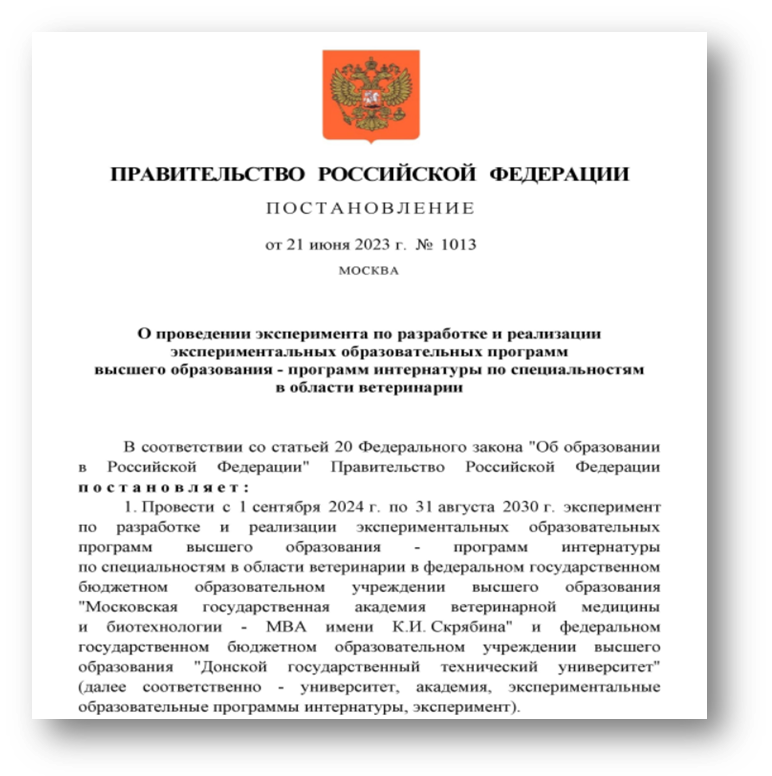 ПРАВИТЕЛЬСТВО РОССИЙСКОЙ ФЕДЕРАЦИИ
ПОСТАНОВЛЕНИЕ
от 21 июня 2023 г. № 1013
МОСКВА
О проведении эксперимента по разработке и реализации
экспериментальных образовательных программ
высшего образования - программ интернатуры по специальностям
в области ветеринарии
В соответствии со статьей 20 Федерального закона "Об образовании
в Российской Федерации" Правительство Российской Федерации
постановляет:
1. Провести с 1 сентября 2024 г. по 31 августа 2030 г. эксперимент
по разработке и реализации экспериментальных образовательных
программ высшего образования - программ интернатуры
по специальностям в области ветеринарии в федеральном государственном
бюджетном образовательном учреждении высшего образования
"Московская государственная академия ветеринарной медицины
и биотехнологии - МВА имени К.И. Скрябина" и федеральном
государственном бюджетном образовательном учреждении высшего
образования "Донской государственный технический университет"
(далее соответственно - университет, академия, экспериментальные
образовательные программы интернатуры, эксперимент).